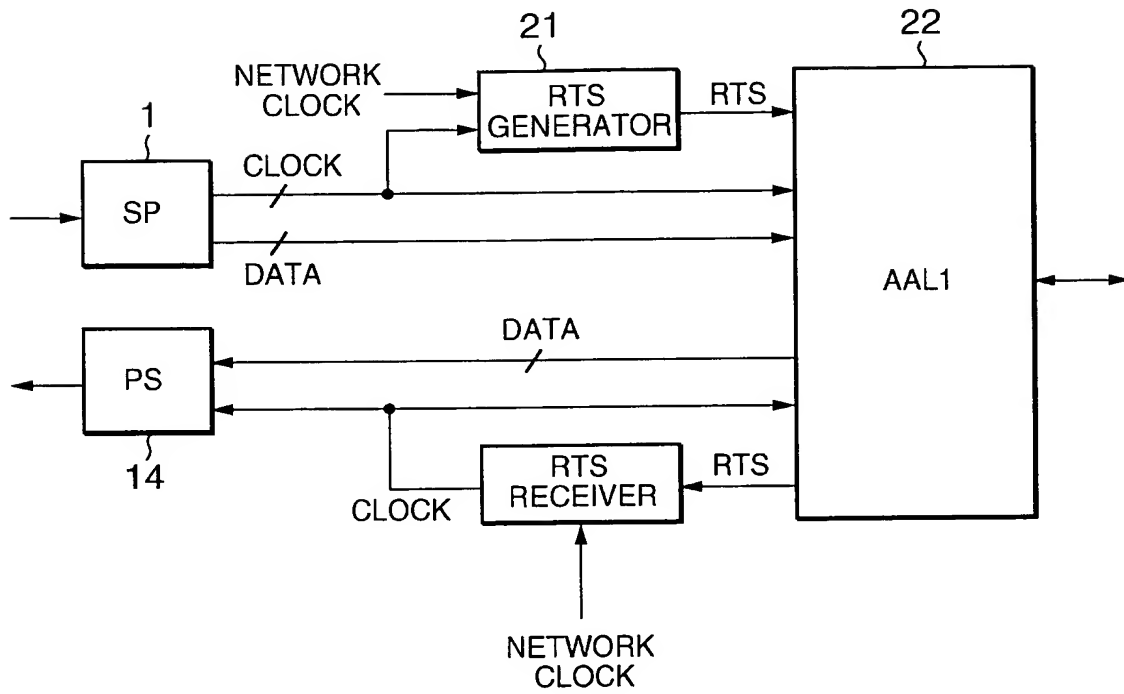 21
22
NETWORK
CLOCK
RTS
GENERATOR
RTS
1
CLOCK
SP
DATA
AAL1
DATA
PS
14
RTS
RECEIVER
RTS
CLOCK
NETWORK
CLOCK